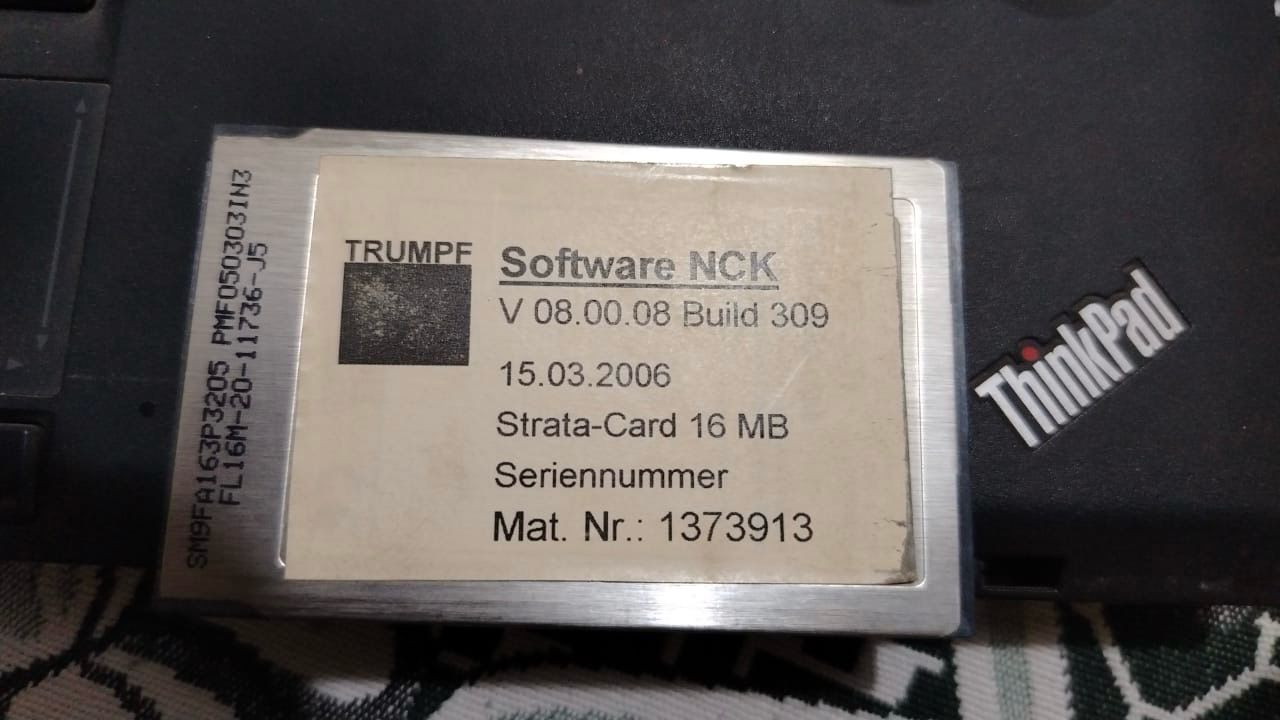 SM9FA163P3205 PMF050303IN3
FL16M-20-11736-J5
TRUMPF
Software NCK
V 08.00.08 Build 309
15.03.2006
Strata-Card 16 MB
Seriennummer
Mat. Nr.: 1373913
ThinkPad